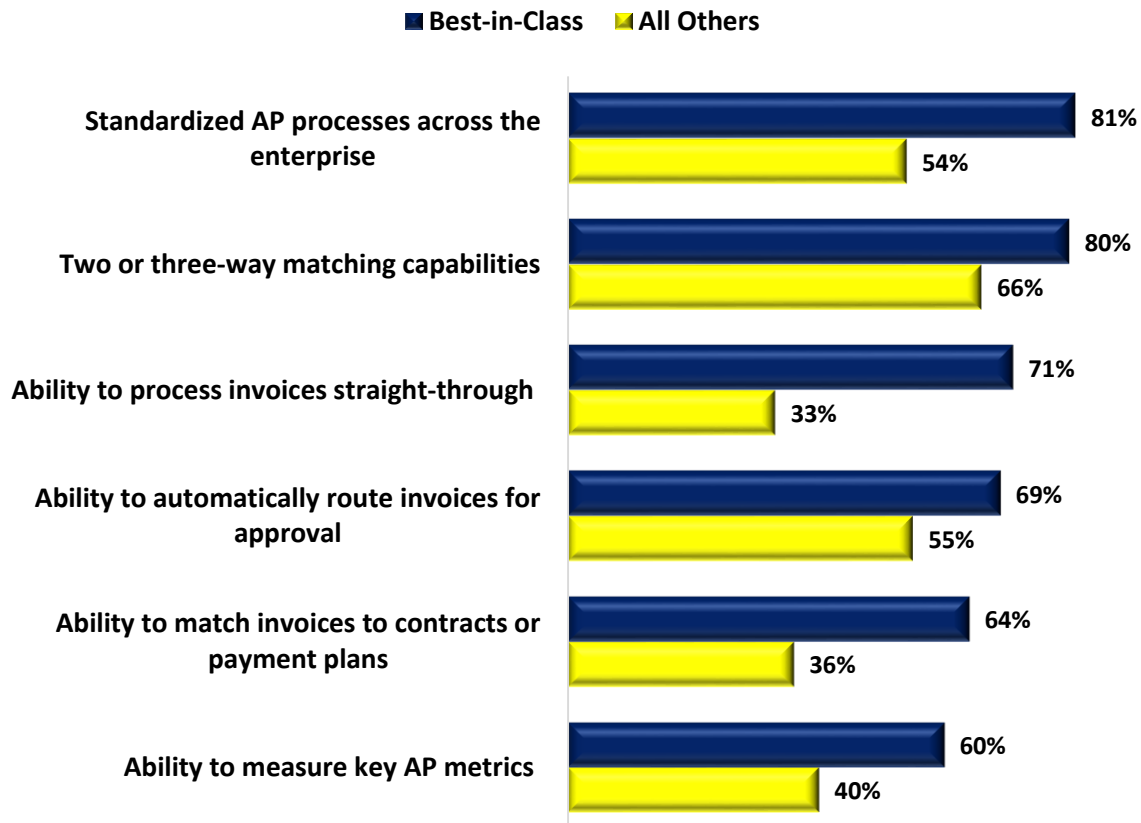 Best-in-Class All Others
Standardized AP processes across the
enterprise
81%
54%
Two or three-way matching capabilities
80%
66%
Ability to process invoices straight-through
71%
33%
Ability to automatically route invoices for
approval
69%
55%
Ability to match invoices to contracts or
payment plans
64%
36%
Ability to measure key AP metrics
60%
40%